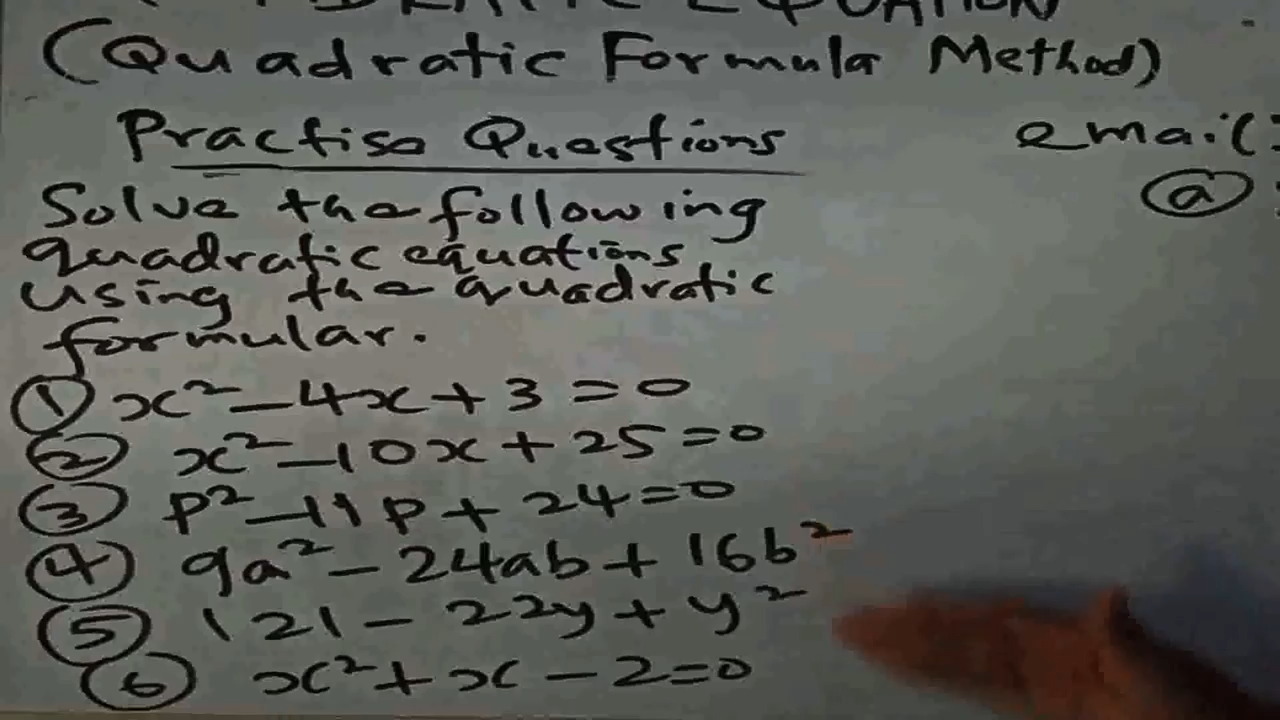 EQUATION
(Quadratic Formular Method)
Practise Questions
email:
@
Solve the following
quadratic equations
using the quadratic
formular.
① x² - 4x + 3 = 0
② x² - 10x + 25 = 0
③ P² - 11P + 24 = 0
④ 9a² - 24ab + 16b²
⑤ 121 - 22y + y²
⑥ x² + x - 2 = 0